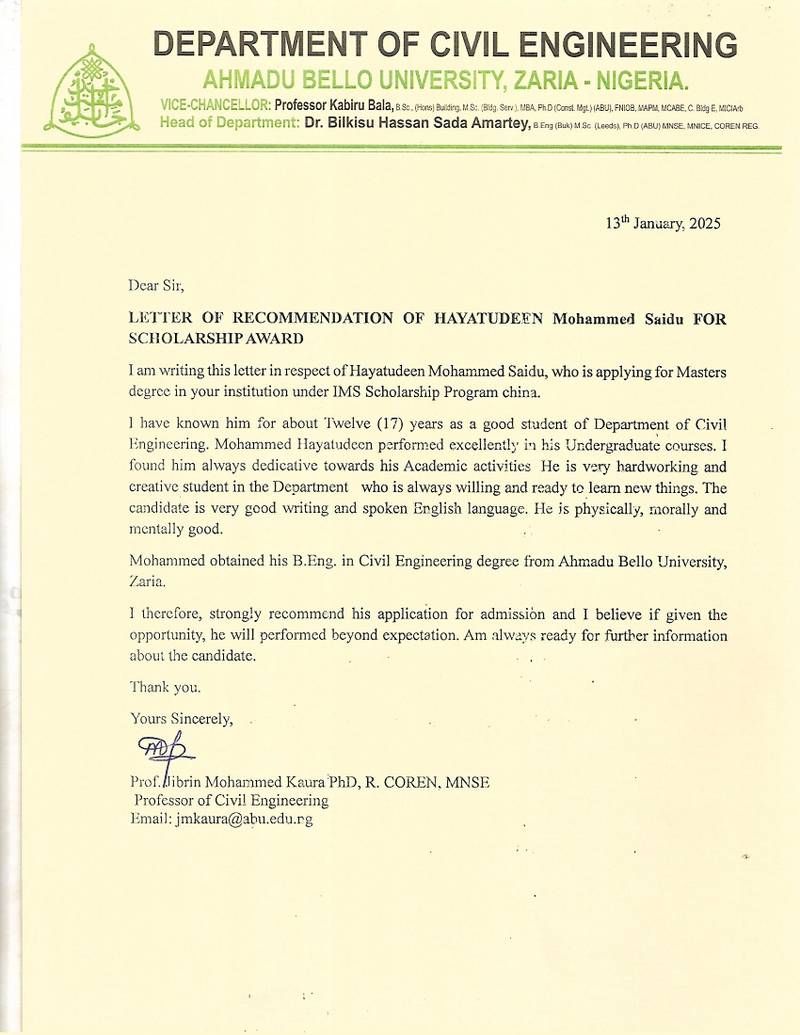 DEPARTMENT OF CIVIL ENGINEERING
AHMADU BELLO UNIVERSITY, ZARIA - NIGERIA.
VICE-CHANCELLOR: Professor Kabiru Bala, B.Sc., (Hons) Building, M.Sc. (Bldg. Serv.), MBA, Ph.D (Const. Mgt.) (ABU), FNIOB, MAPM, MCABE, C. Bldg E, MICIArb
Head of Department: Dr. Bilkisu Hassan Sada Amartey, B.Eng (Buk) M.Sc. (Leeds), Ph.D (ABU) MNSE, MNICE, COREN REG.
13th January, 2025
Dear Sir,
LETTER OF RECOMMENDATION OF HAYATUDEEN Mohammed Saidu FOR
SCHOLARSHIP AWARD
I am writing this letter in respect of Hayatudeen Mohammed Saidu, who is applying for Masters
degree in your institution under IMS Scholarship Program china.
I have known him for about Twelve (17) years as a good student of Department of Civil
Engineering. Mohammed Hayatudeen performed excellently in his Undergraduate courses. I
found him always dedicative towards his Academic activities He is very hardworking and
creative student in the Department who is always willing and ready to learn new things. The
candidate is very good writing and spoken English language. He is physically, morally and
mentally good.
Mohammed obtained his B.Eng. in Civil Engineering degree from Ahmadu Bello University,
Zaria.
I therefore, strongly recommend his application for admission and I believe if given the
opportunity, he will performed beyond expectation. Am always ready for further information
about the candidate.
Thank you.
Yours Sincerely,
Prof. Jibrin Mohammed Kaura PhD, R. COREN, MNSE
Professor of Civil Engineering
Email: jmkaura@abu.edu.ng